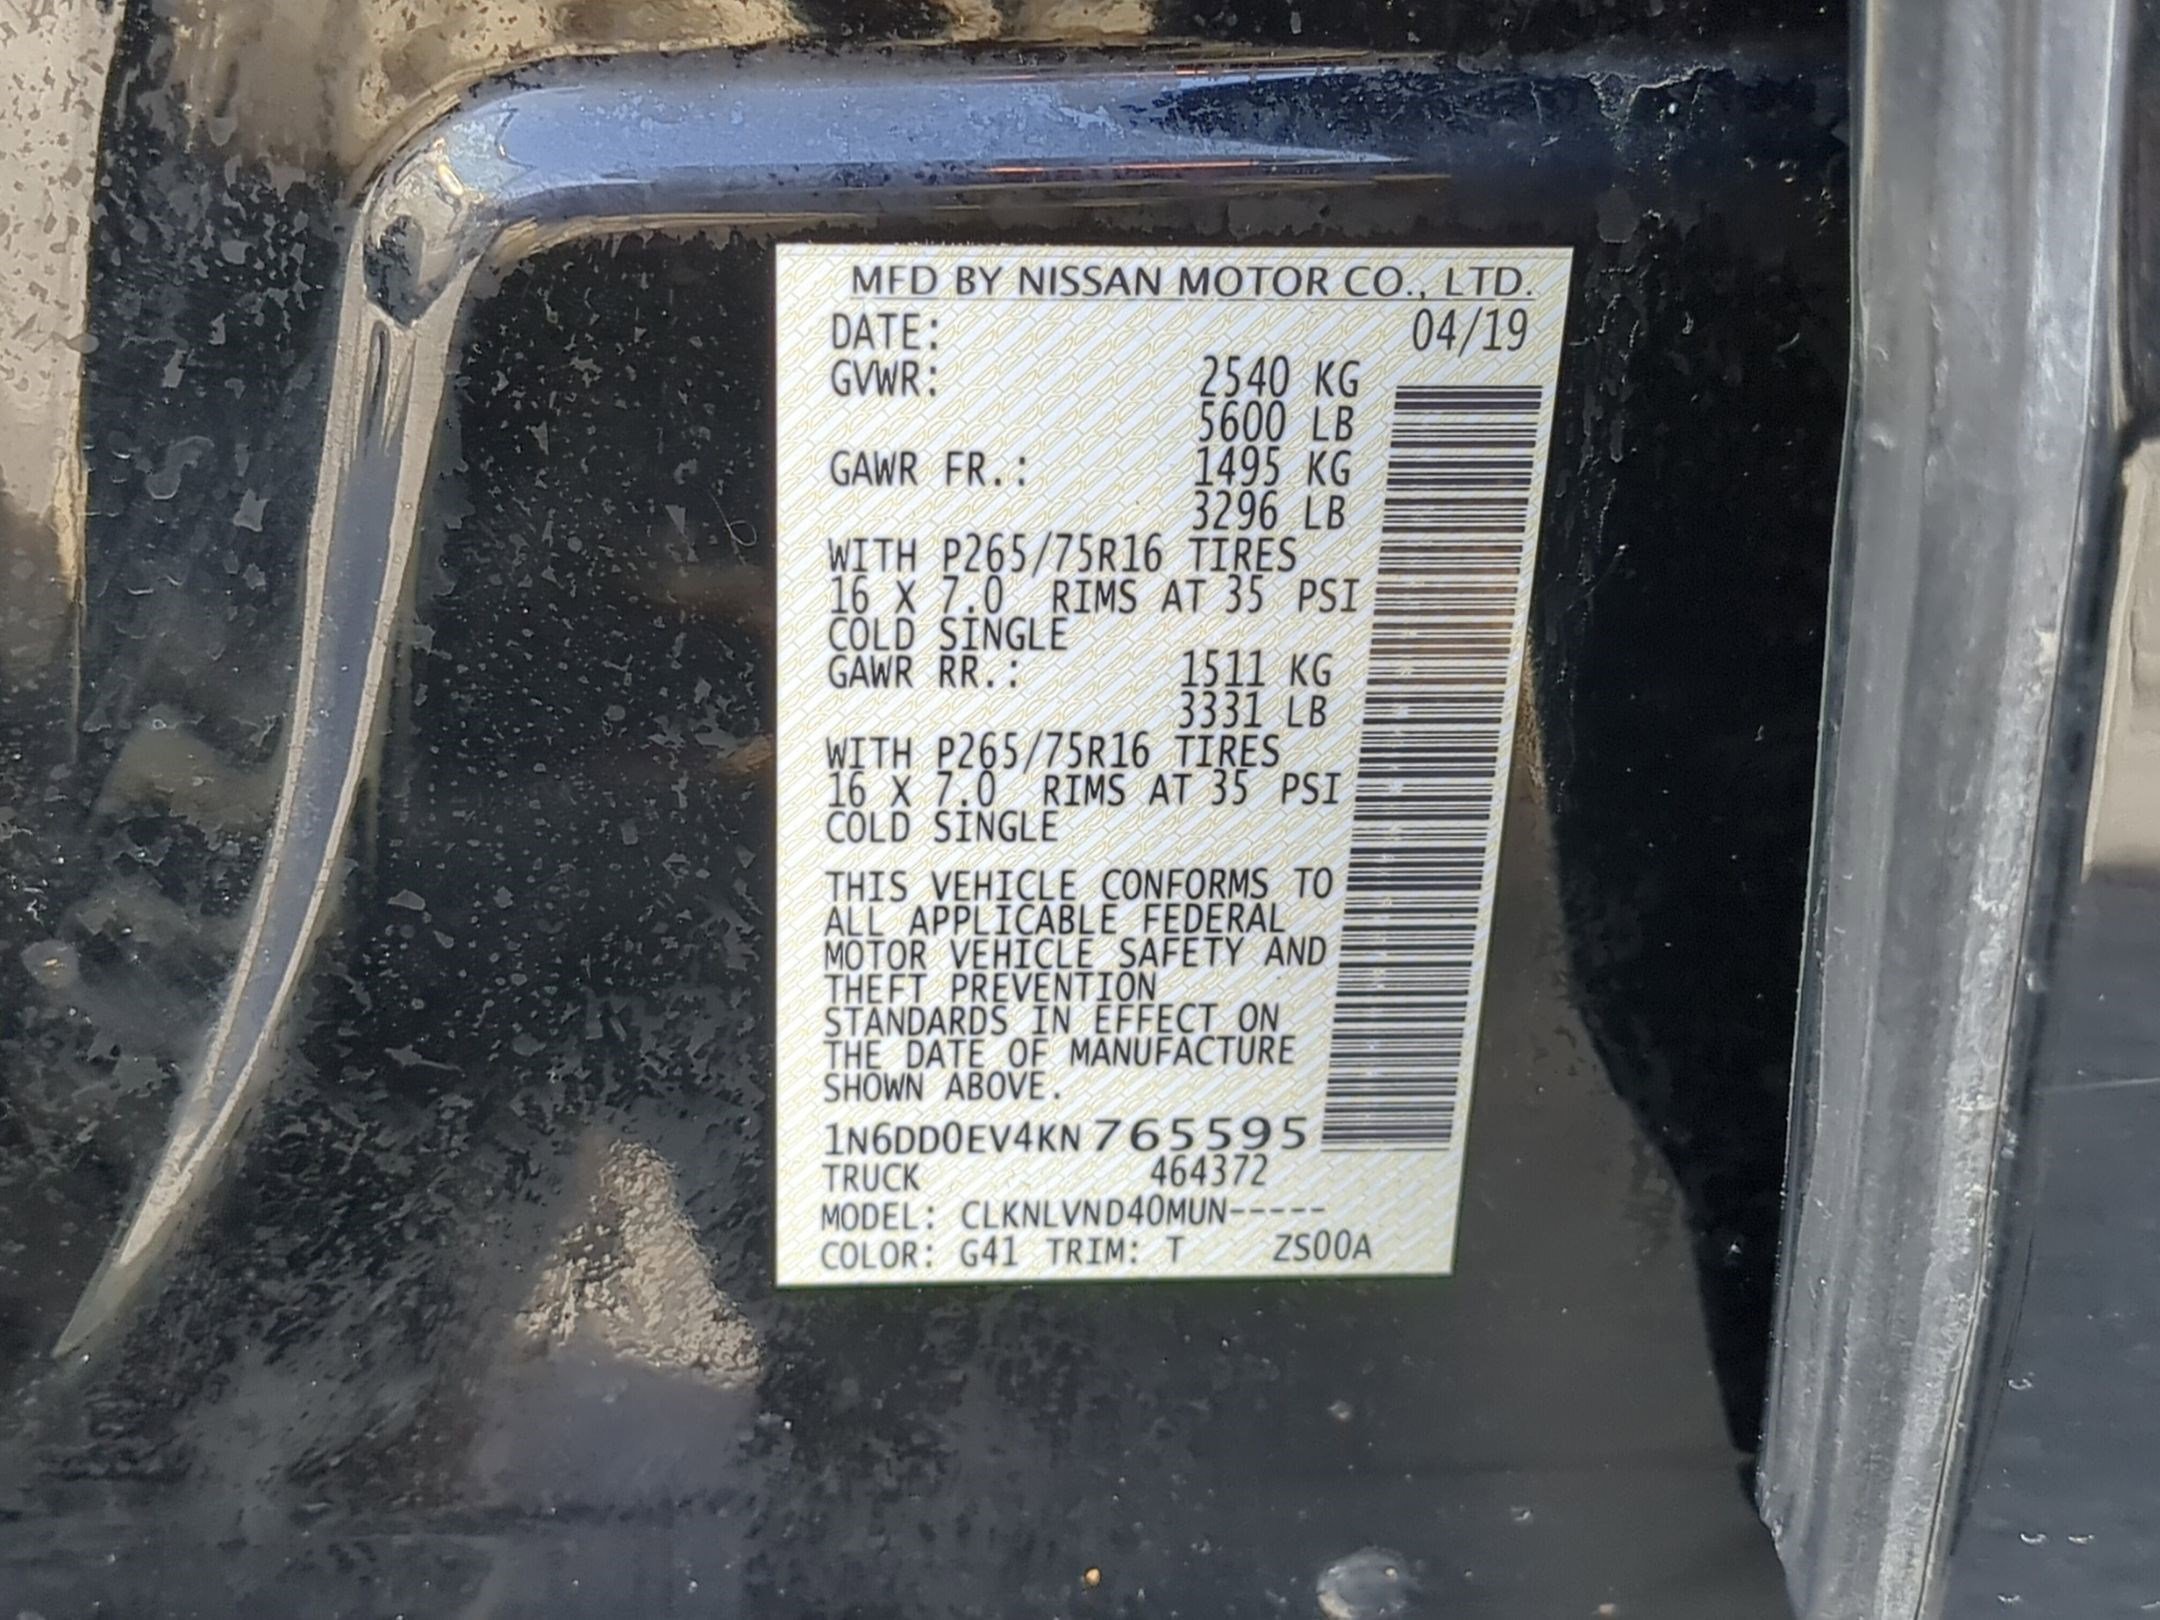 MFD BY NISSAN MOTOR CO., LTD.
DATE: 04/19
GVWR: 2540 KG
5600 LB
GAWR FR.: 1495 KG
3296 LB
WITH P265/75R16 TIRES
16 X 7.0 RIMS AT 35 PSI
COLD SINGLE
GAWR RR.: 1511 KG
3331 LB
WITH P265/75R16 TIRES
16 X 7.0 RIMS AT 35 PSI
COLD SINGLE
THIS VEHICLE CONFORMS TO
ALL APPLICABLE FEDERAL
MOTOR VEHICLE SAFETY AND
THEFT PREVENTION
STANDARDS IN EFFECT ON
THE DATE OF MANUFACTURE
SHOWN ABOVE.
1N6DD0EV4KN765595
TRUCK 464372
MODEL: CLKNLVND40MUN-----
COLOR: G41 TRIM: T ZS00A